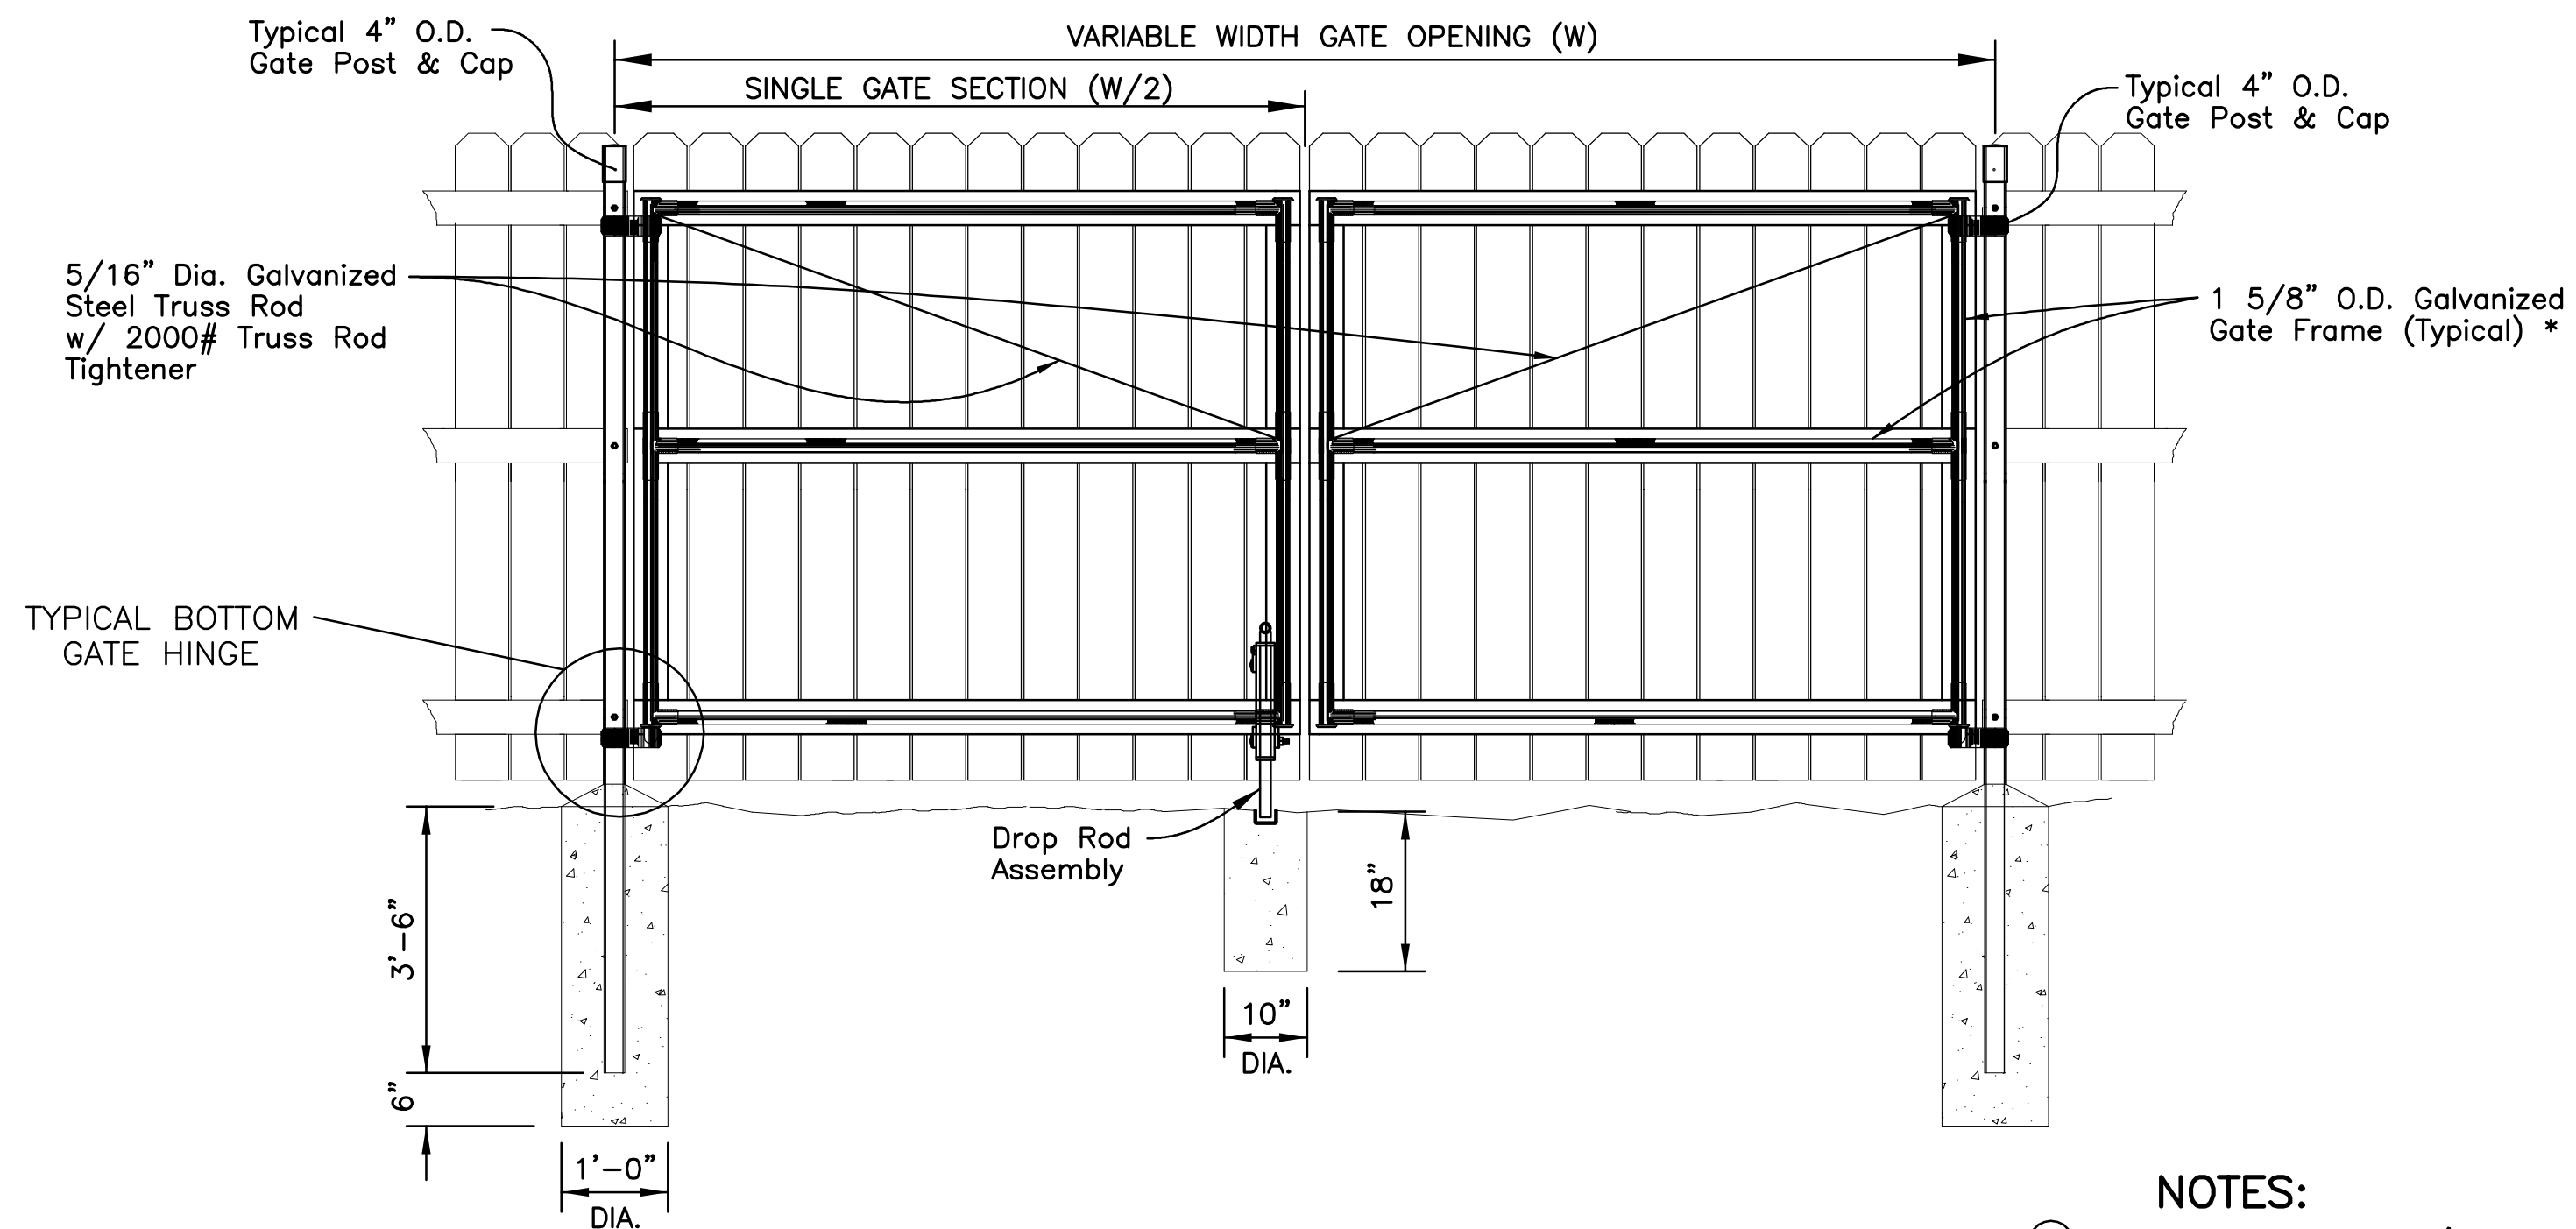 Typical 4” O.D.
Gate Post & Cap
VARIABLE WIDTH GATE OPENING (W)
SINGLE GATE SECTION (W/2)
Typical 4” O.D.
Gate Post & Cap
5/16” Dia. Galvanized
Steel Truss Rod
w/ 2000# Truss Rod
Tightener
1 5/8” O.D. Galvanized
Gate Frame (Typical) *
TYPICAL BOTTOM
GATE HINGE
Drop Rod
Assembly
18”
3’-6”
10”
DIA.
6”
1’-0”
DIA.
NOTES: